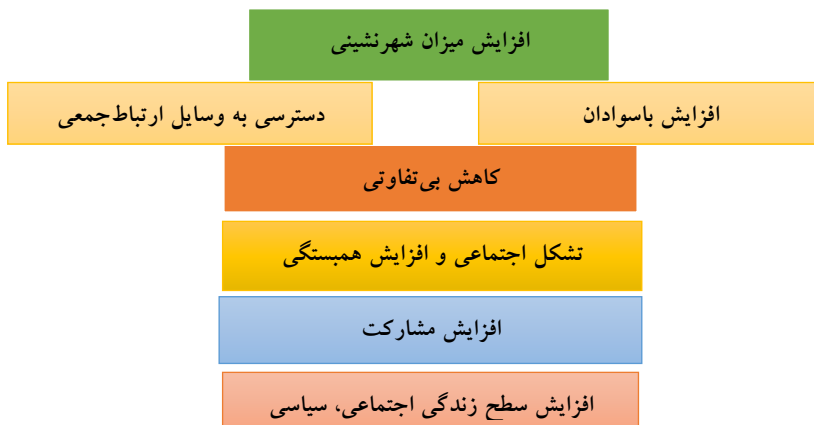 افزایش میزان شهرنشینی
افزایش باسوادان
دسترسی به وسایل ارتباط‌جمعی
کاهش بی‌تفاوتی
تشکل اجتماعی و افزایش همبستگی
افزایش مشارکت
افزایش سطح زندگی اجتماعی، سیاسی